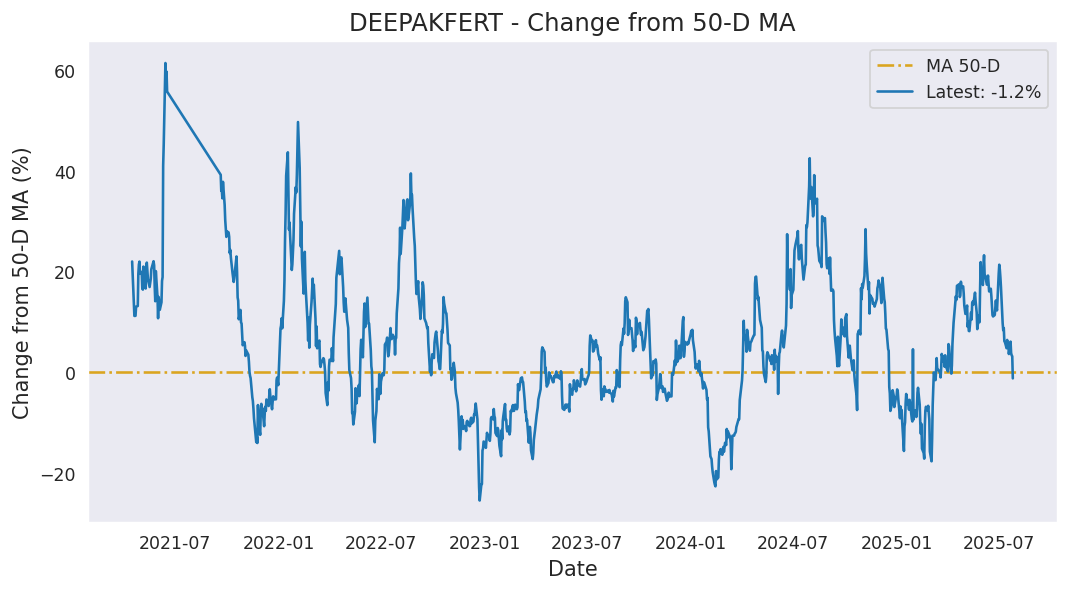 DEEPAKFERT - Change from 50-D MA
MA 50-D
Latest: -1.2%
Change from 50-D MA (%)
60
40
20
0
−20
2021-07
2022-01
2022-07
2023-01
2023-07
2024-01
2024-07
2025-01
2025-07
Date